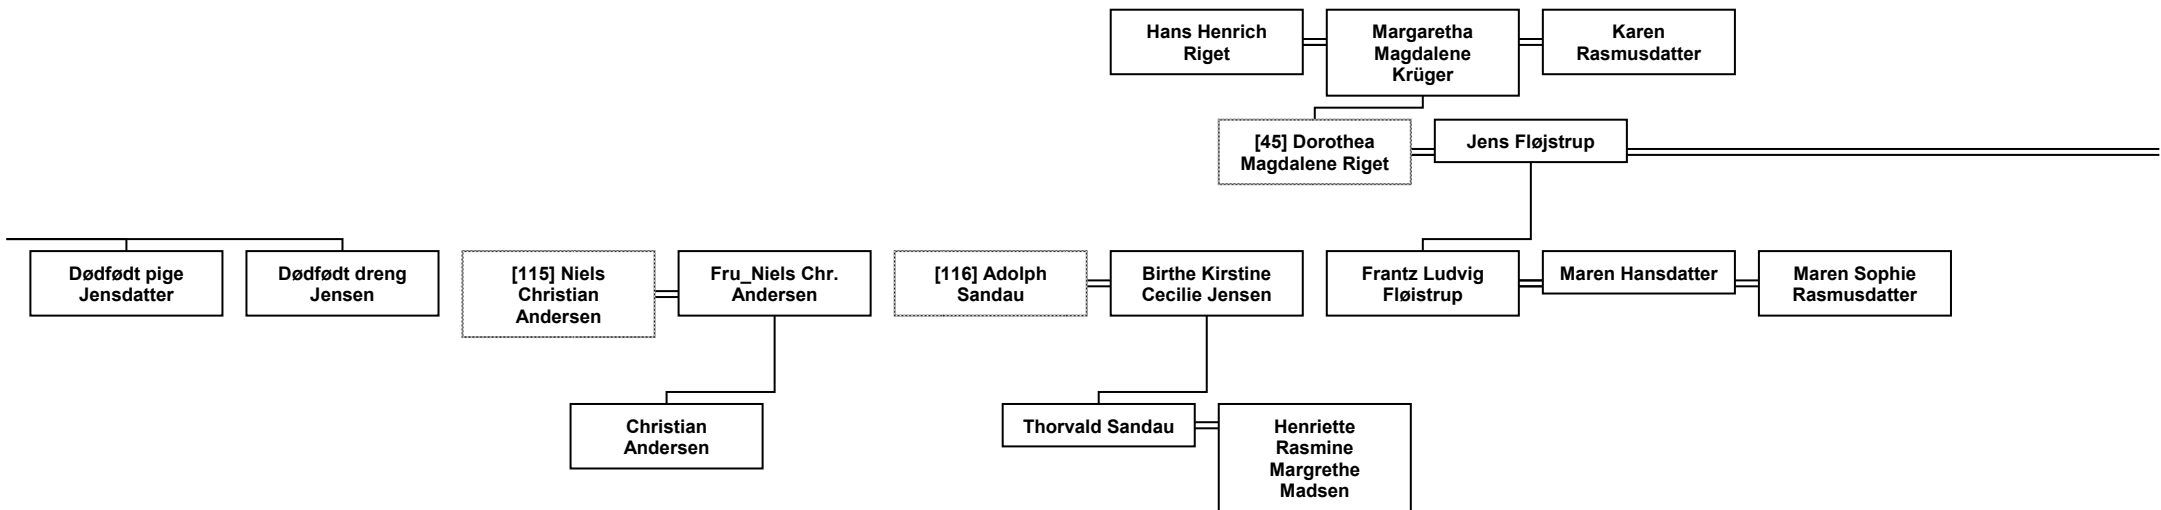 Hans Henrich
Riget
Margaretha
Magdalene
Krüger
Karen
Rasmusdatter
[45] Dorothea
Magdalene Riget
Jens Fløjstrup
Dødfødt pige
Jensdatter
Dødfødt dreng
Jensen
[115] Niels
Christian
Andersen
Fru_Niels Chr.
Andersen
[116] Adolph
Sandau
Birthe Kirstine
Cecilie Jensen
Frantz Ludvig
Fløistrup
Maren Hansdatter
Maren Sophie
Rasmusdatter
Christian
Andersen
Thorvald Sandau
Henriette
Rasmine
Margrethe
Madsen